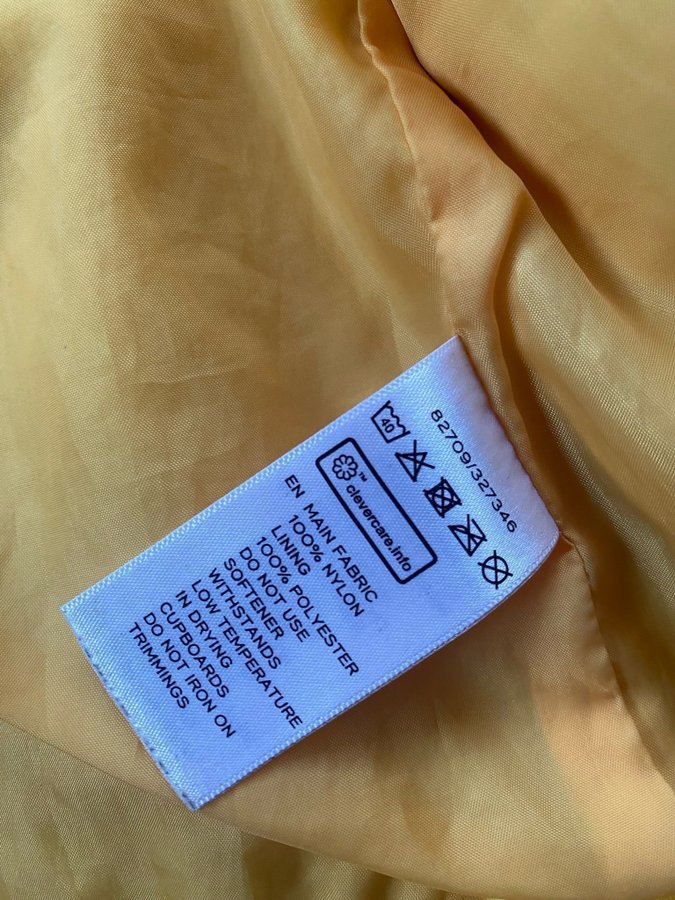 82709/327346
40
™
clevercare.info
EN MAIN FABRIC
100% NYLON
LINING
100% POLYESTER
DO NOT USE
SOFTENER
WITHSTANDS
LOW TEMPERATURE
IN DRYING
CUPBOARDS
DO NOT IRON ON
TRIMMINGS